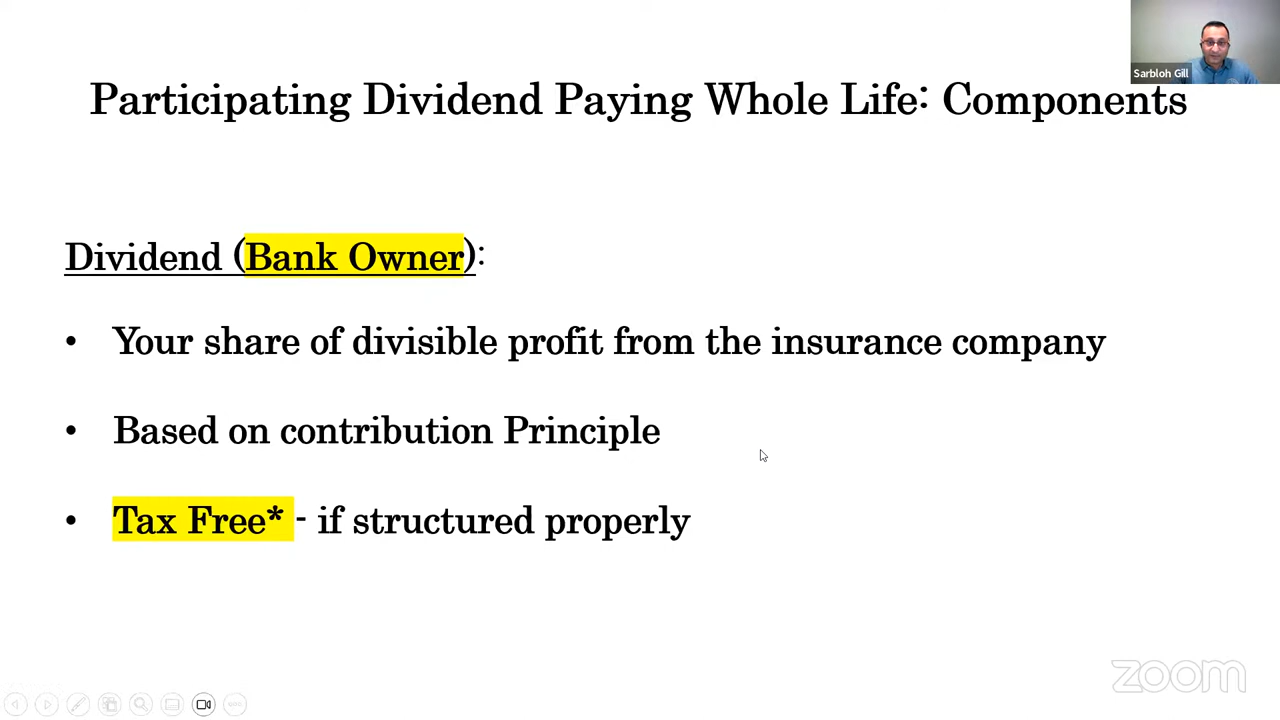 Sarbloh Gill
Participating Dividend Paying Whole Life: Components
Dividend (Bank Owner):
• Your share of divisible profit from the insurance company
• Based on contribution Principle
• Tax Free* - if structured properly
zoom